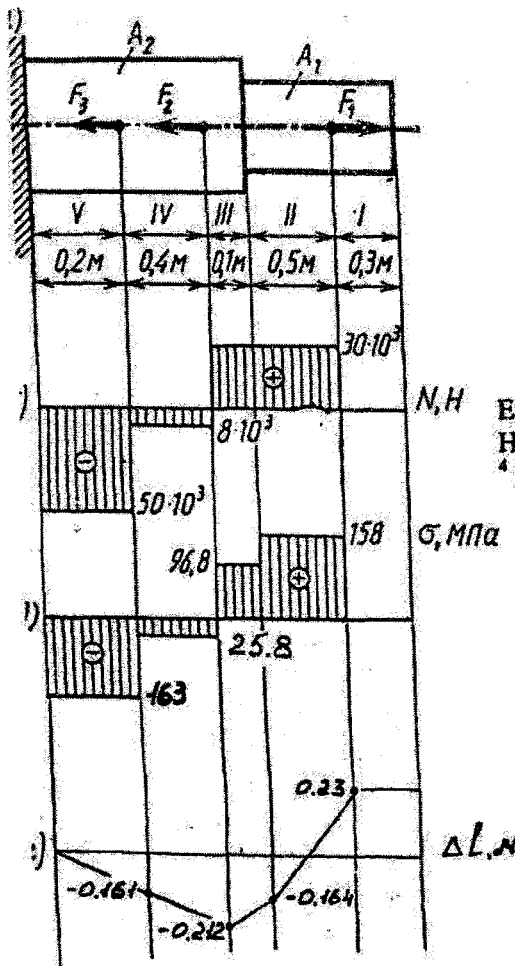 A₂
A₁
F₃ F₂ F₁
V IV III II I
0,2м 0,4м 0,1м 0,5м 0,3м
30·10³
⊕
N,H
E
H
4
8·10³
⊖
50·10³
158
σ, МПа
96,8
⊕
25.8
⊖
163
0.23
ΔL,м
-0.161
-0.164
-0.212